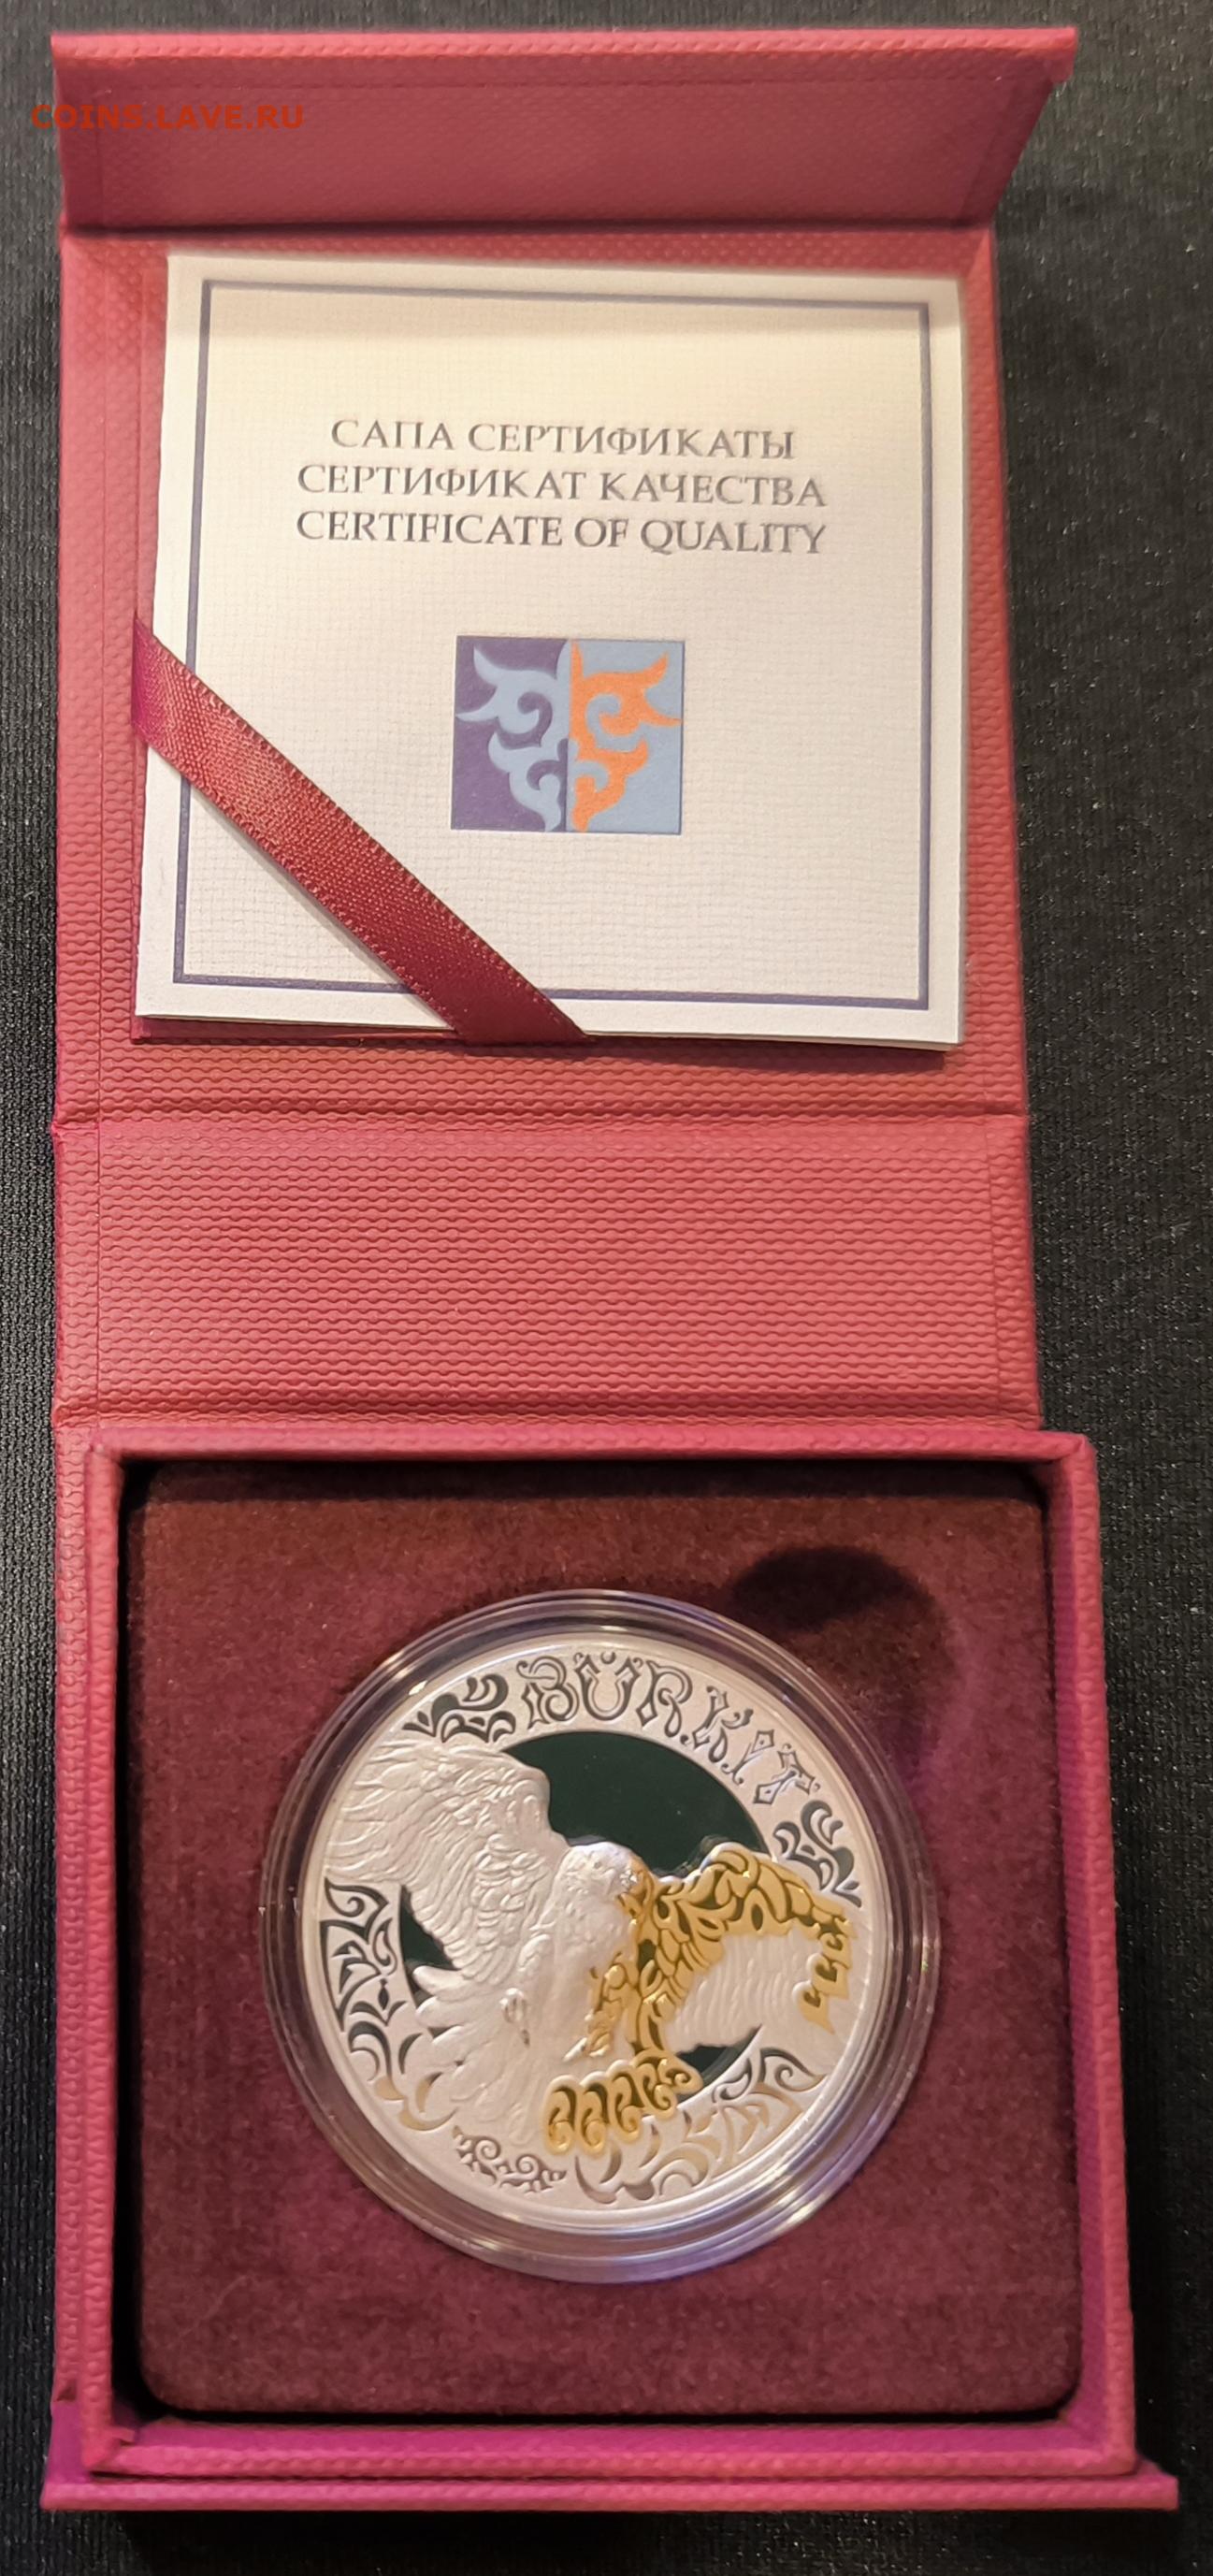 COINS.LAVE.RU
САПА СЕРТИФИКАТЫ
СЕРТИФИКАТ КАЧЕСТВА
CERTIFICATE OF QUALITY
BÜRKIT